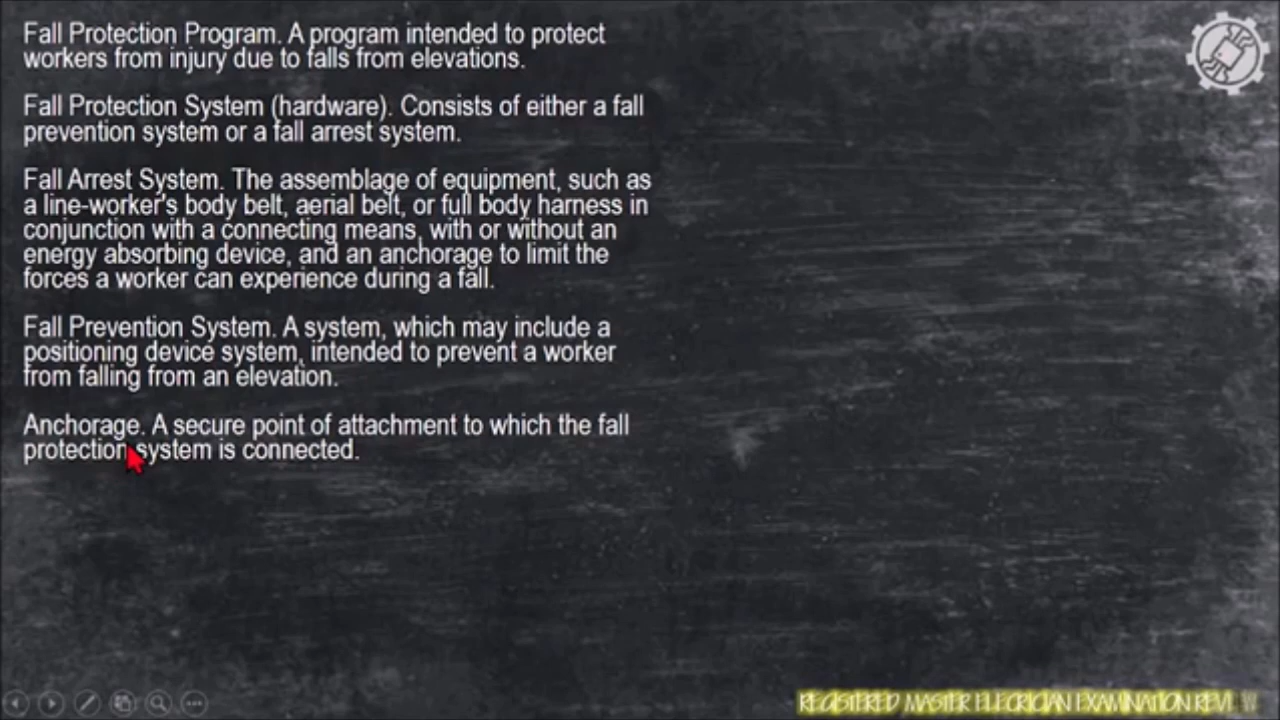 Fall Protection Program. A program intended to protect
workers from injury due to falls from elevations.
Fall Protection System (hardware). Consists of either a fall
prevention system or a fall arrest system.
Fall Arrest System. The assemblage of equipment, such as
a line-worker's body belt, aerial belt, or full body harness in
conjunction with a connecting means, with or without an
energy absorbing device, and an anchorage to limit the
forces a worker can experience during a fall.
Fall Prevention System. A system, which may include a
positioning device system, intended to prevent a worker
from falling from an elevation.
Anchorage. A secure point of attachment to which the fall
protection system is connected.
REGISTERED MASTER ELECRICIAN EXAMINATION REVIEW